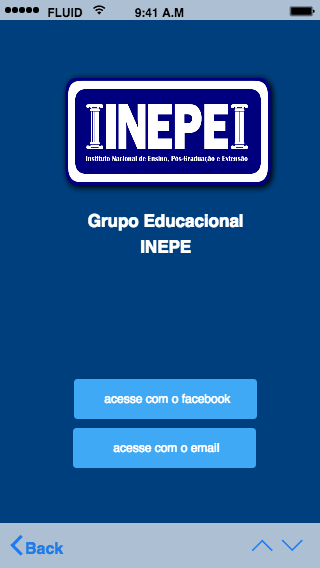 FLUID 9:41 A.M
INEPE
Instituto Nacional de Ensino, Pós-Graduação e Extensão
Grupo Educacional
INEPE
acesse com o facebook
acesse com o email
Back